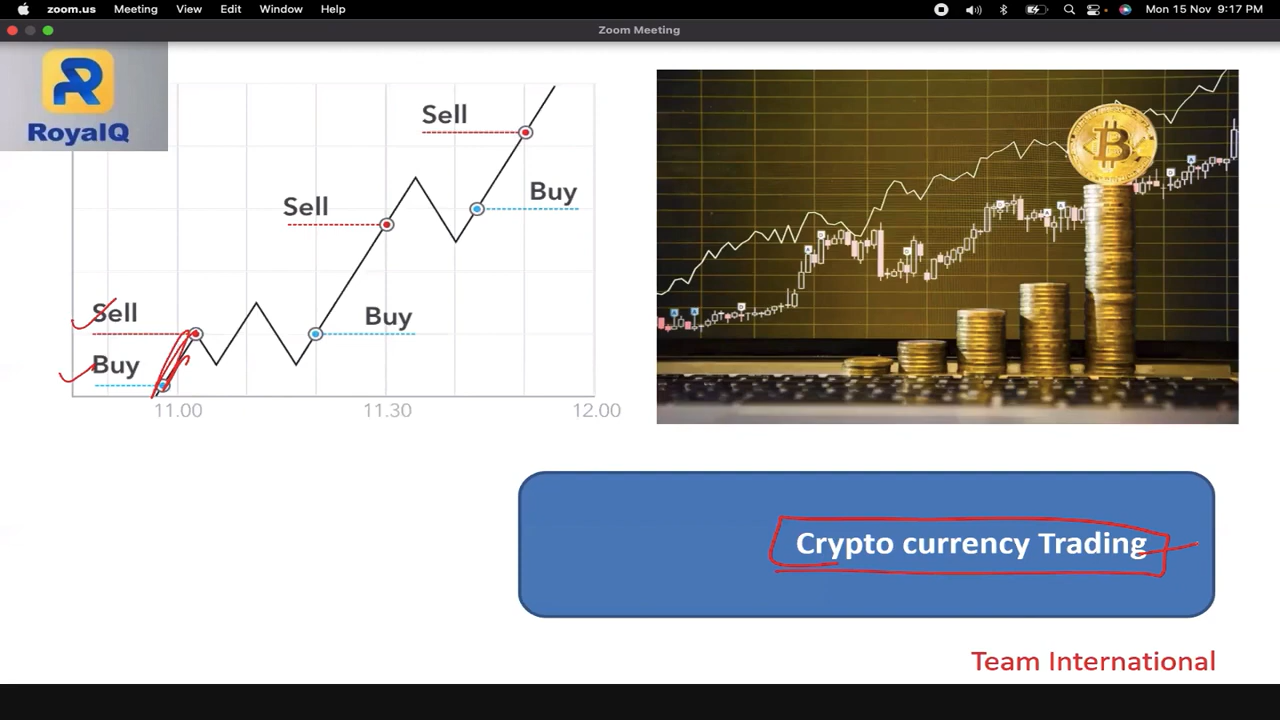 zoom.us Meeting View Edit Window Help Mon 15 Nov 9:17 PM
Zoom Meeting
RoyalQ
Sell
Buy
Sell
Buy
Sell
Buy
11.00 11.30 12.00
Crypto currency Trading
Team International